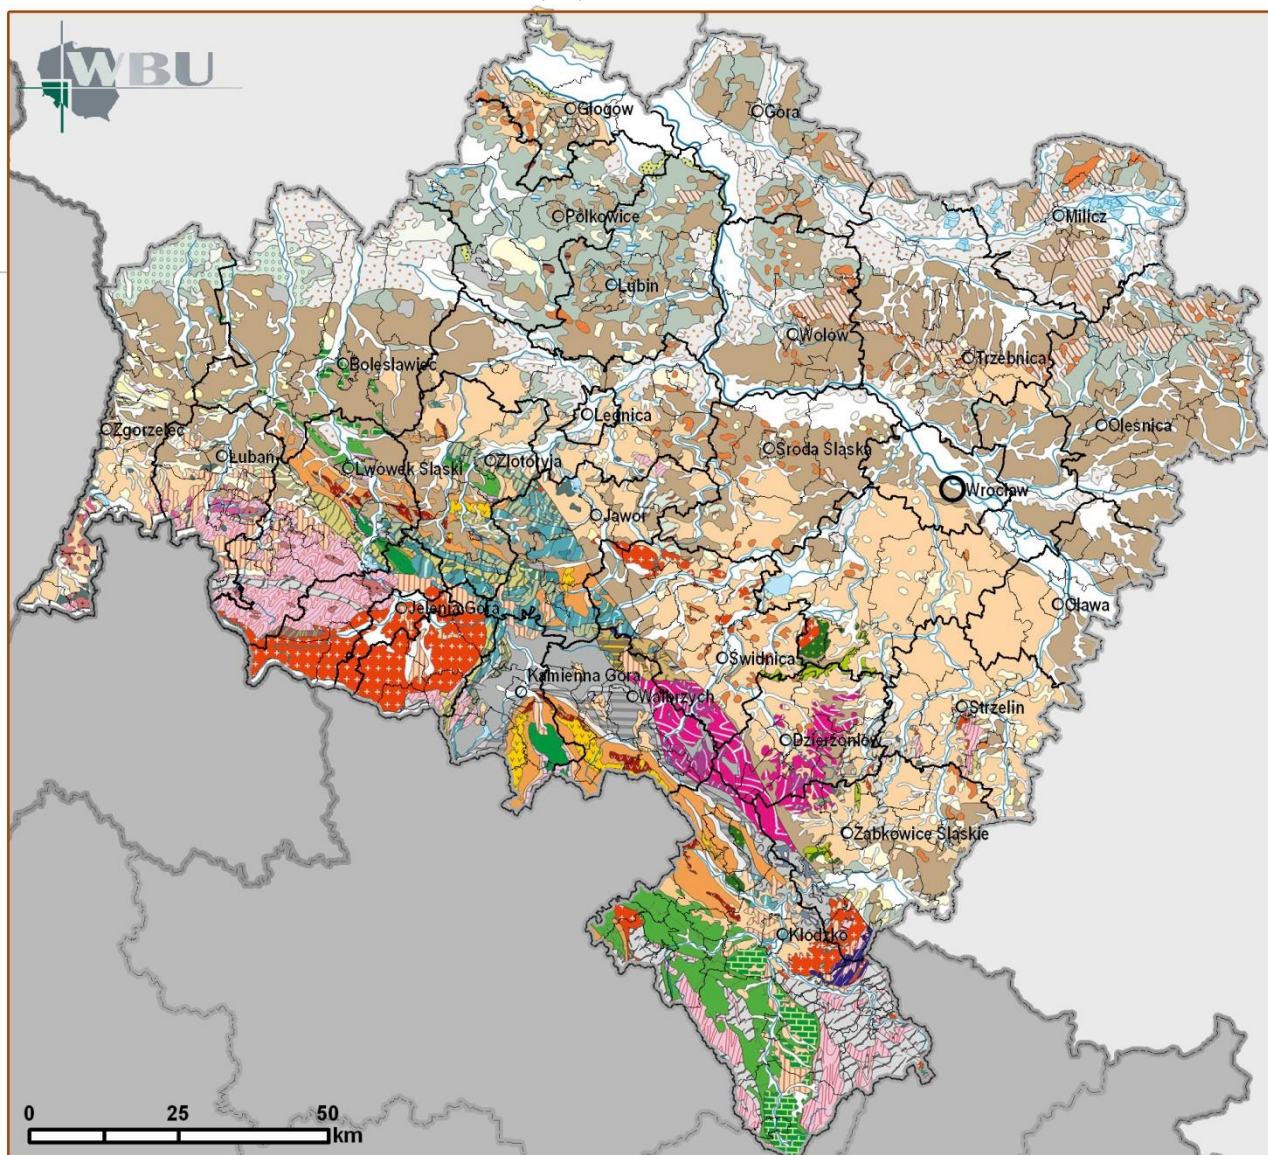 WBU
Głogów
Góra
Milicz
Polkowice
Lubin
Wołów
Trzebnica
Bolesławiec
Legnica
Oleśnica
Zgorzelec
Lubań
Lwówek Śląski
Złotoryja
Środa Śląska
Wrocław
Jawor
Jelenia Góra
Oława
Świdnica
Kamienna Góra
Wałbrzych
Strzelin
Dzierżoniów
Ząbkowice Śląskie
Kłodzko
0 25 50
km